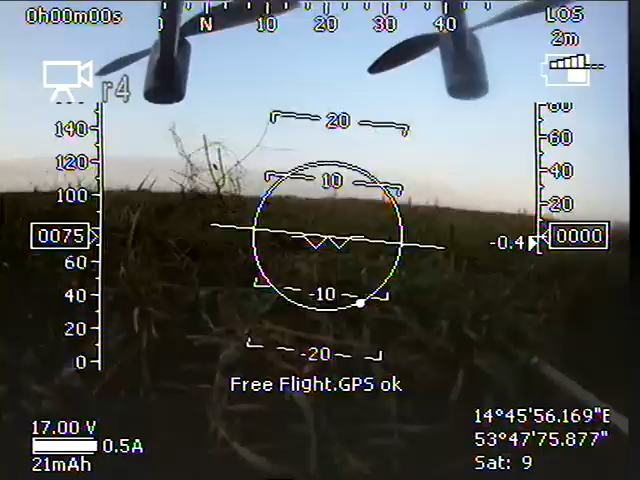 0h00m00s
N 10 20 30 40
LOS
2m
r4
20
10
-10
-20
140
120
100
0075
60
40
20
0
80
60
40
20
-0.4
0000
Free Flight.GPS ok
17.00 V
0.5A
21mAh
14°45'56.169"E
53°47'75.877"
Sat: 9